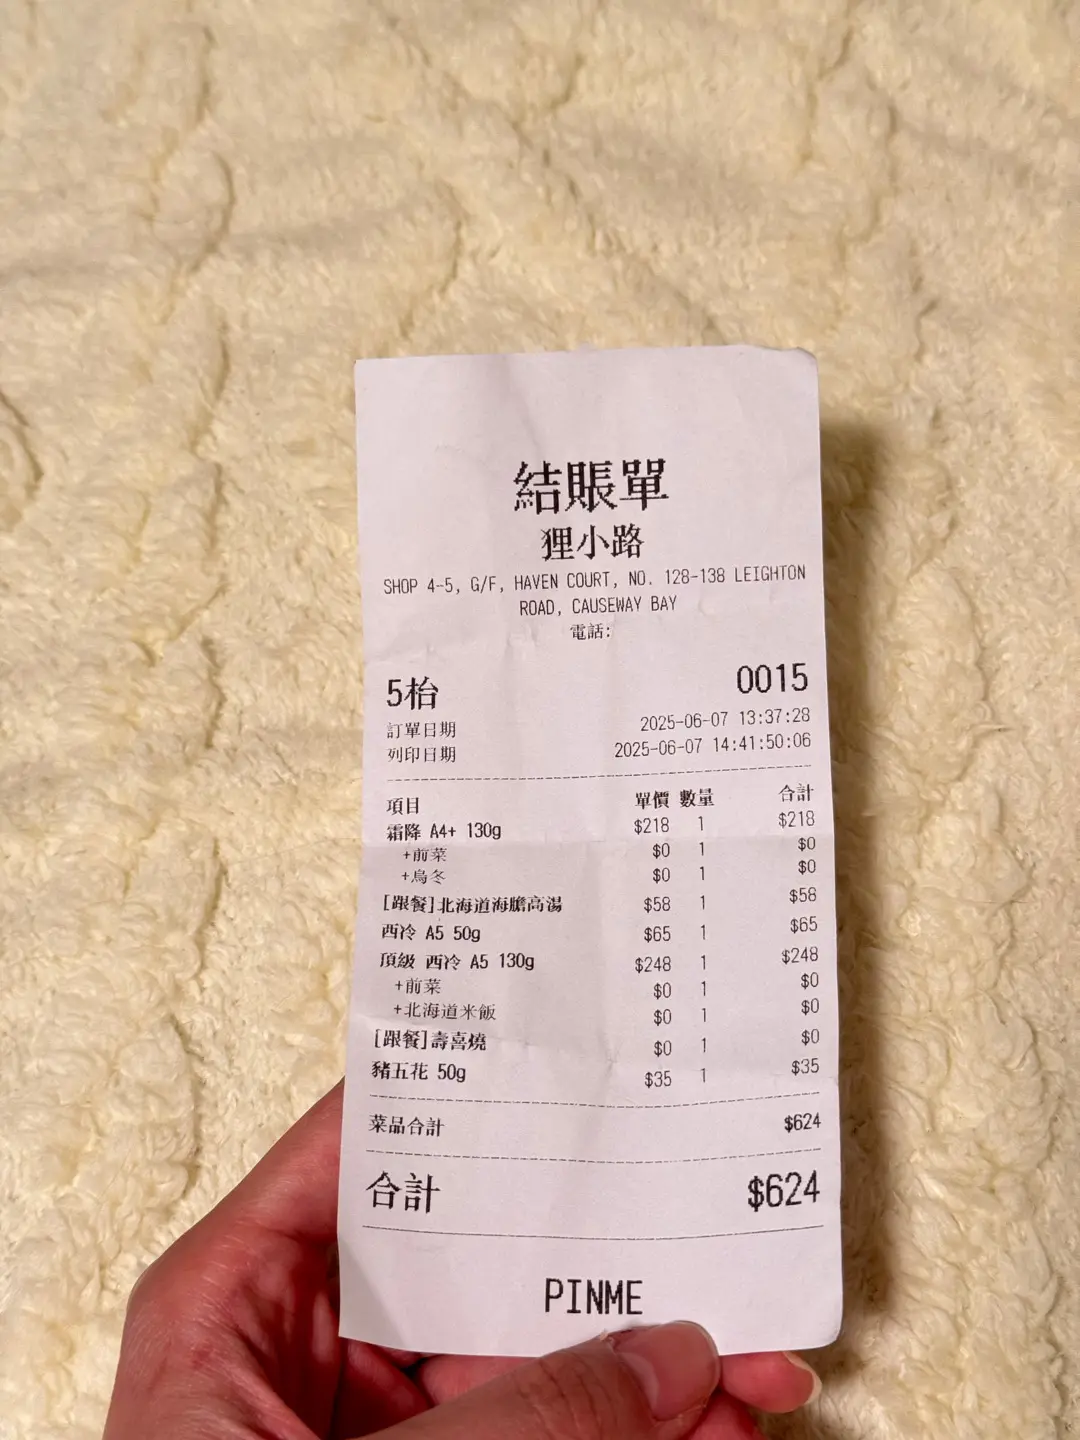 結賬單
狸小路
SHOP 4-5, G/F, HAVEN COURT, NO. 128-138 LEIGHTON
ROAD, CAUSEWAY BAY
電話:
5枱 0015
訂單日期 2025-06-07 13:37:28
列印日期 2025-06-07 14:41:50:06
項目 單價 數量 合計
霜降 A4+ 130g $218 1 $218
+前菜 $0 1 $0
+烏冬 $0 1 $0
[跟餐]北海道海膽高湯 $58 1 $58
西冷 A5 50g $65 1 $65
頂級 西冷 A5 130g $248 1 $248
+前菜 $0 1 $0
+北海道米飯 $0 1 $0
[跟餐]壽喜燒 $0 1 $0
豬五花 50g $35 1 $35
菜品合計 $624
合計 $624
PINME